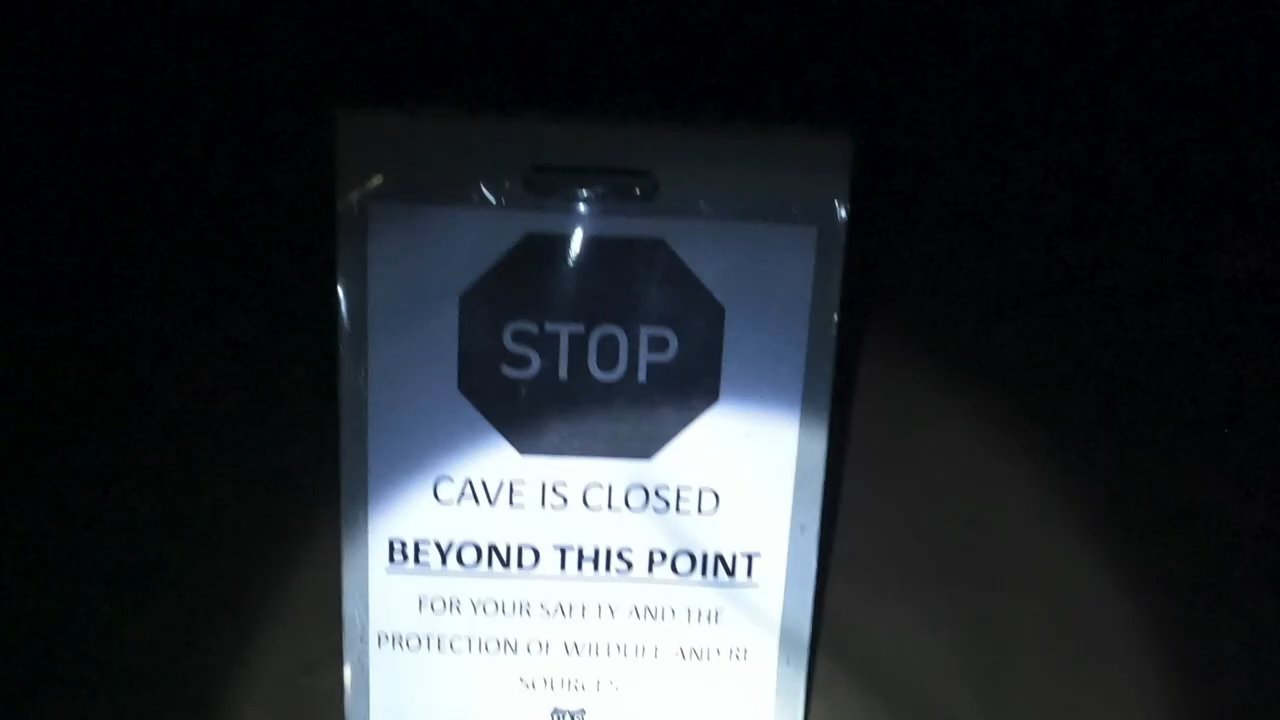 STOP
CAVE IS CLOSED
BEYOND THIS POINT
FOR YOUR SAFETY AND THE
PROTECTION OF WILDLIFE AND RE
SOURCES